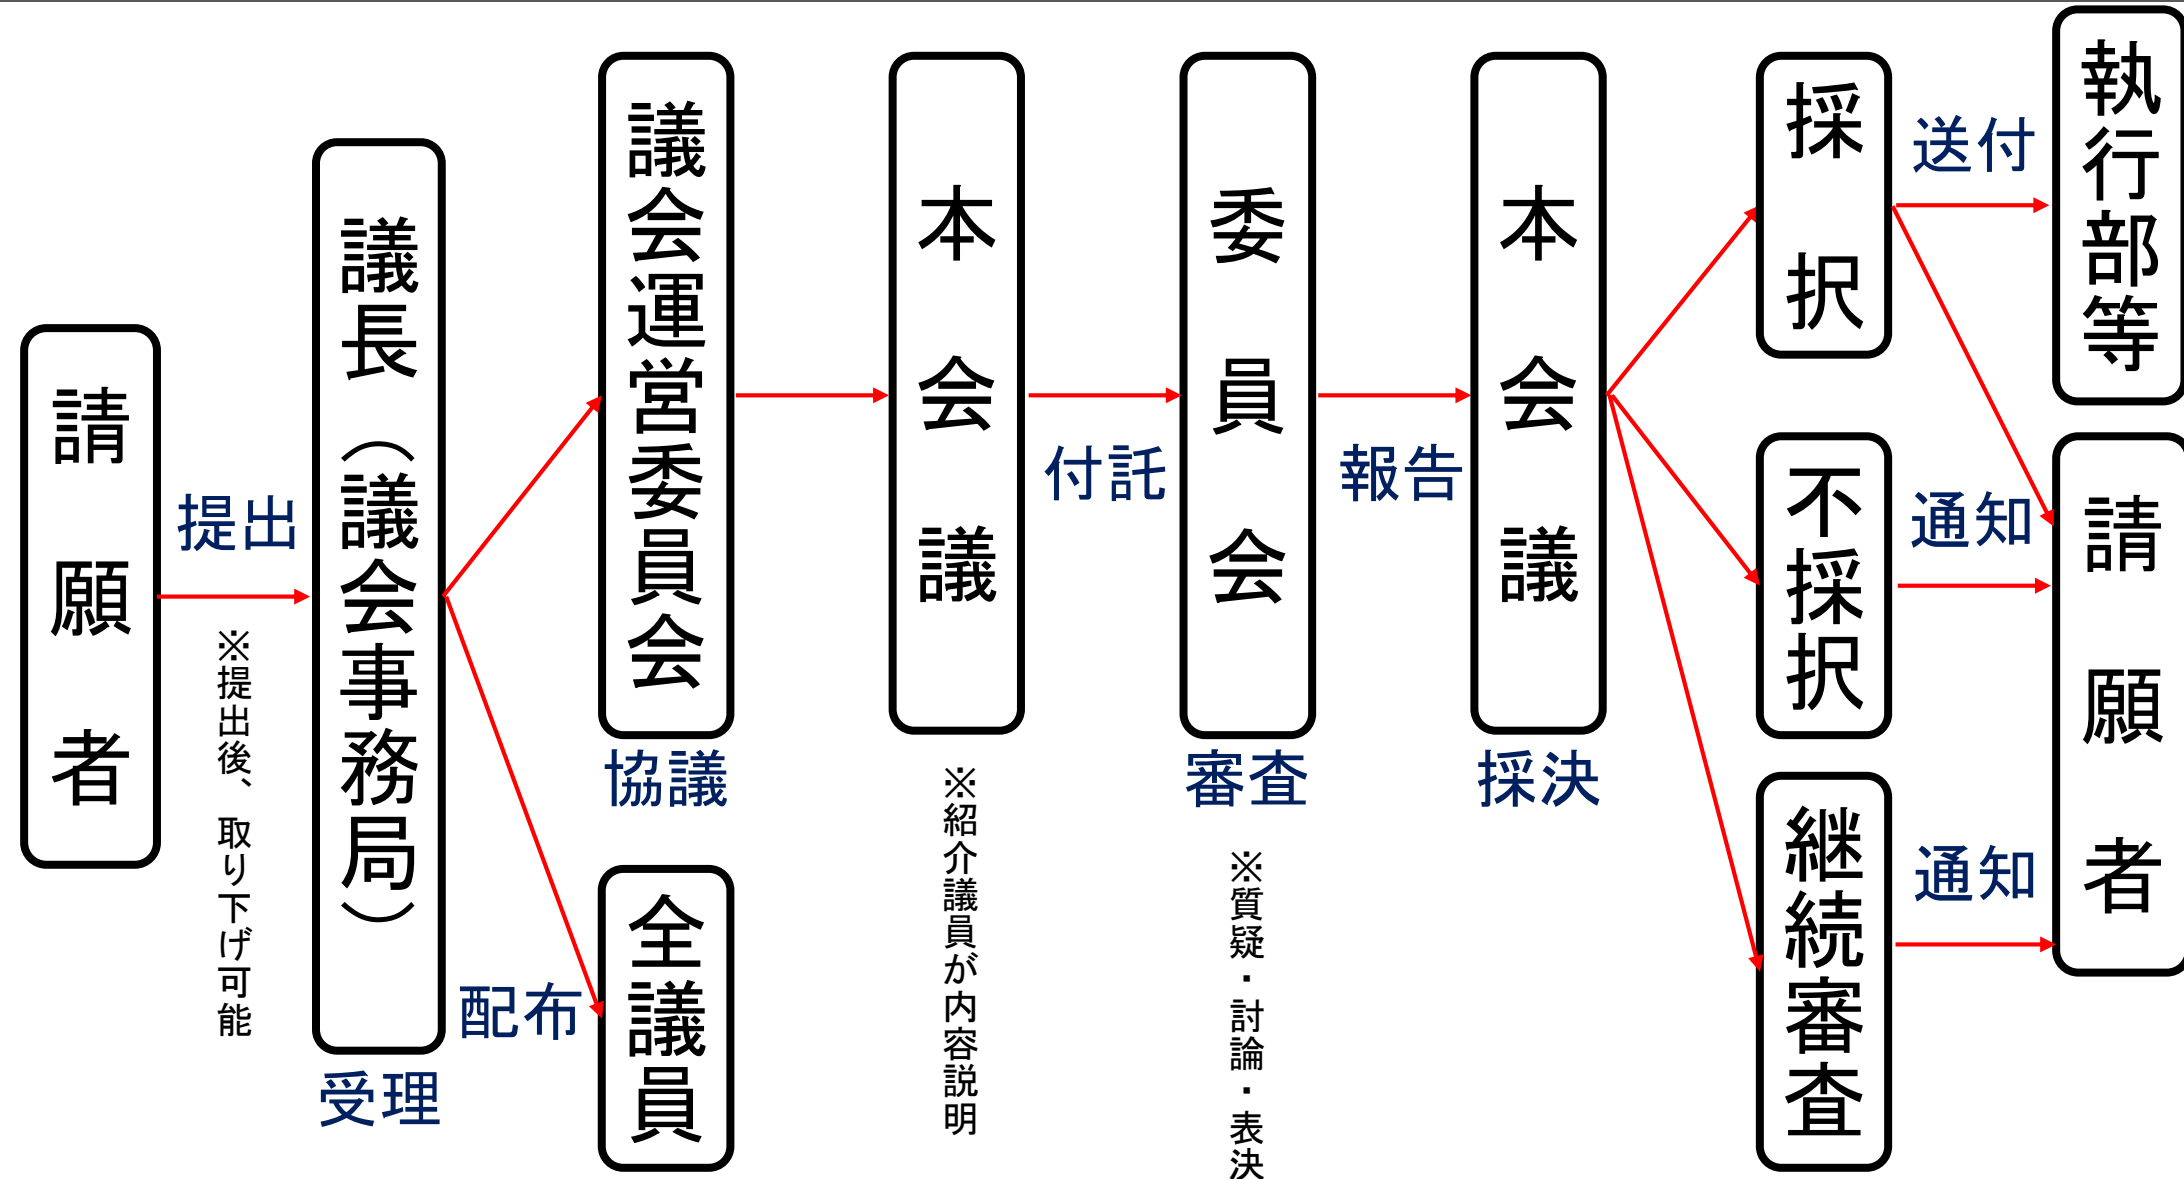 請願者
提出
※提出後、取り下げ可能
議長（議会事務局）
受理
配布
議会運営委員会
協議
全議員
本会議
※紹介議員が内容説明
付託
委員会
審査
※質疑・討論・表決
報告
本会議
採決
採択
不採択
継続審査
送付
通知
通知
執行部等
請願者